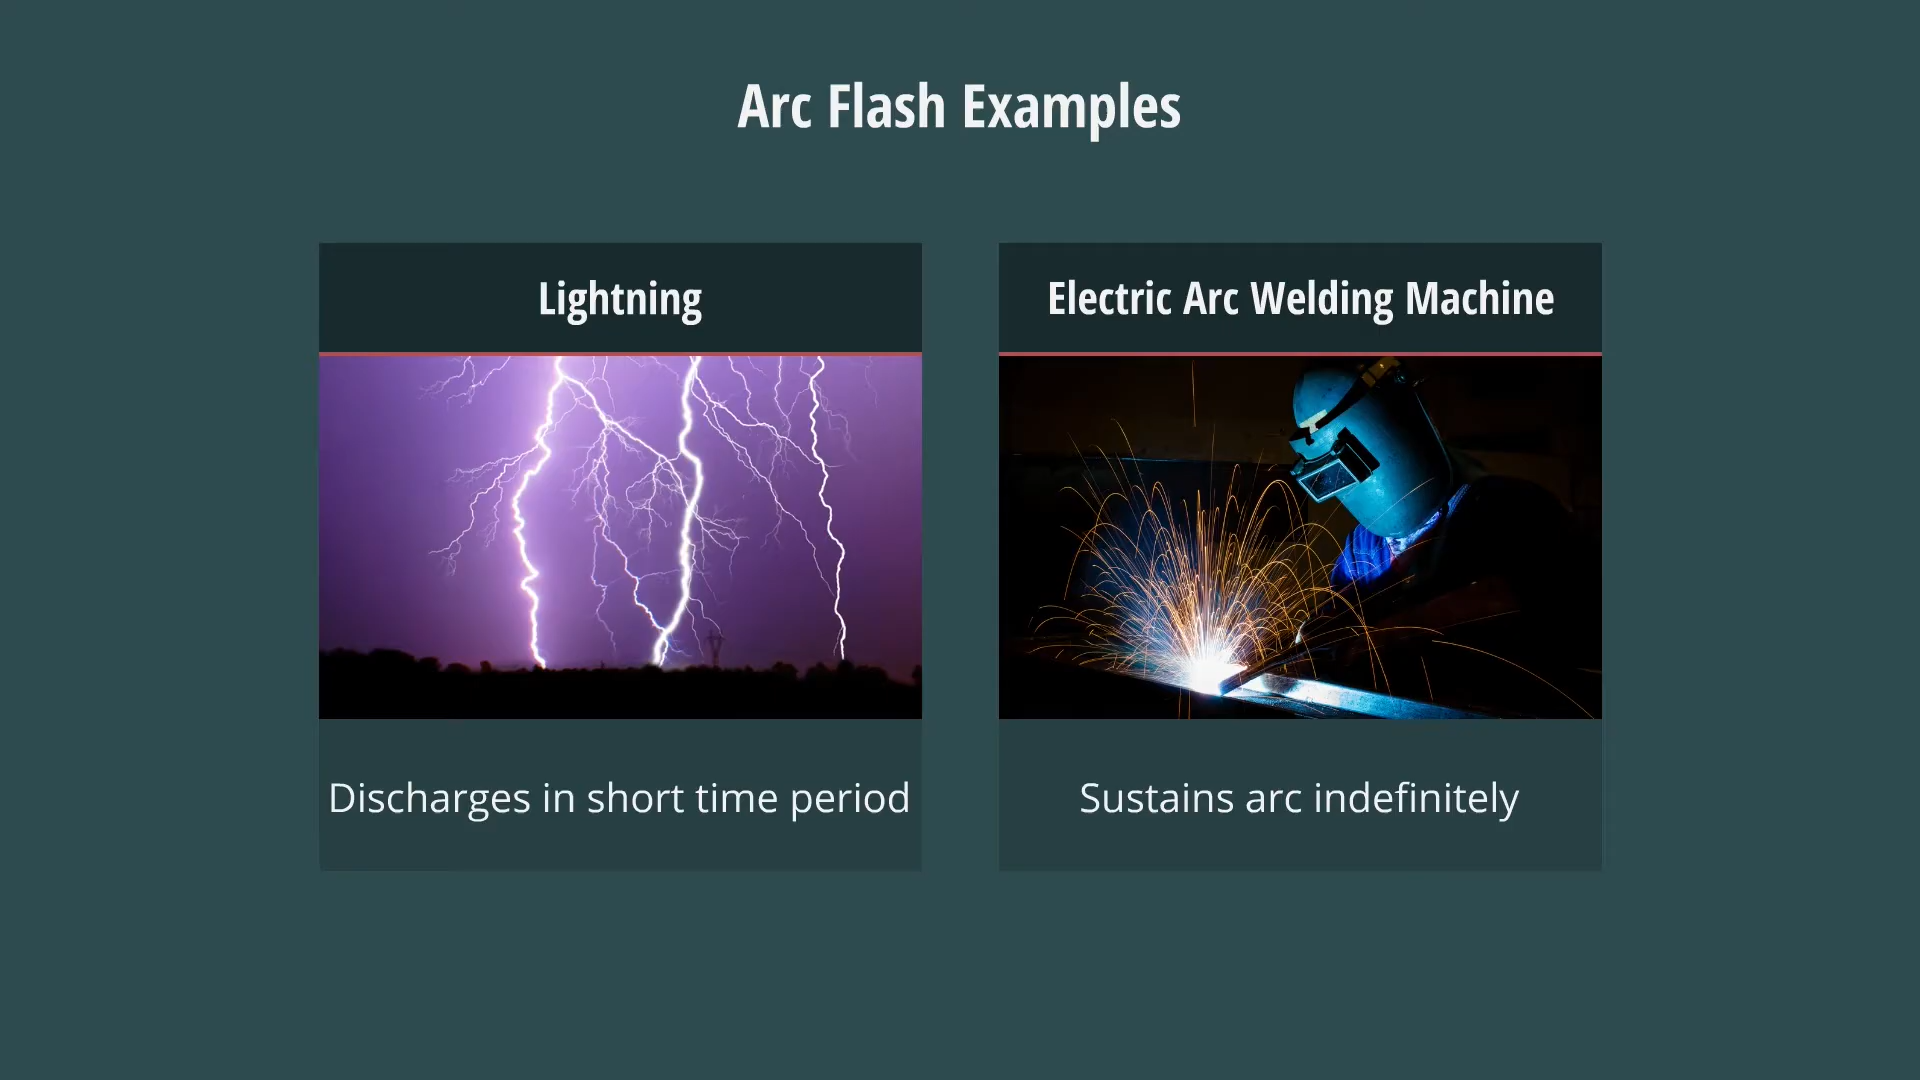 Arc Flash Examples
Lightning
Discharges in short time period
Electric Arc Welding Machine
Sustains arc indefinitely